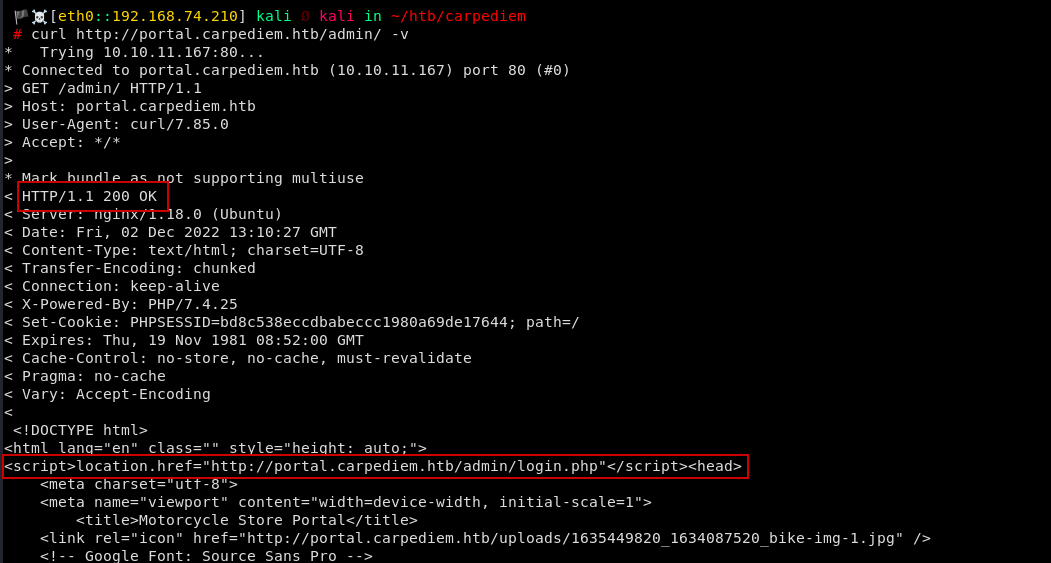 🏴☠[eth0::192.168.74.210] kali Ø kali in ~/htb/carpediem
# curl http://portal.carpediem.htb/admin/ -v
*   Trying 10.10.11.167:80...
* Connected to portal.carpediem.htb (10.10.11.167) port 80 (#0)
> GET /admin/ HTTP/1.1
> Host: portal.carpediem.htb
> User-Agent: curl/7.85.0
> Accept: */*
>
* Mark bundle as not supporting multiuse
< HTTP/1.1 200 OK
< Server: nginx/1.18.0 (Ubuntu)
< Date: Fri, 02 Dec 2022 13:10:27 GMT
< Content-Type: text/html; charset=UTF-8
< Transfer-Encoding: chunked
< Connection: keep-alive
< X-Powered-By: PHP/7.4.25
< Set-Cookie: PHPSESSID=bd8c538eccdbabeccc1980a69de17644; path=/
< Expires: Thu, 19 Nov 1981 08:52:00 GMT
< Cache-Control: no-store, no-cache, must-revalidate
< Pragma: no-cache
< Vary: Accept-Encoding
<
 <!DOCTYPE html>
<html lang="en" class="" style="height: auto;">
<script>location.href="http://portal.carpediem.htb/admin/login.php"</script><head>
    <meta charset="utf-8">
    <meta name="viewport" content="width=device-width, initial-scale=1">
        <title>Motorcycle Store Portal</title>
    <link rel="icon" href="http://portal.carpediem.htb/uploads/1635449820_1634087520_bike-img-1.jpg" />
    <!-- Google Font: Source Sans Pro -->